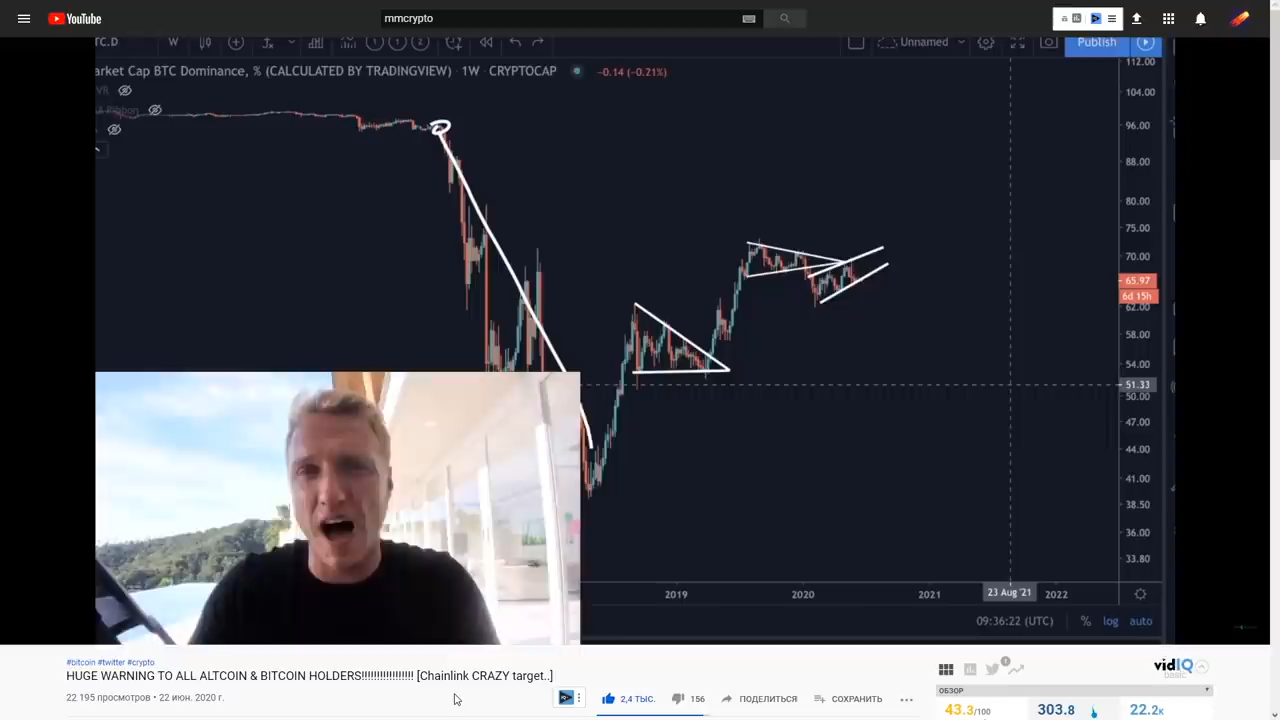 YouTube
mmcrypto
TC.D
W
Unnamed
Publish
arket Cap BTC Dominance, % (CALCULATED BY TRADINGVIEW) · 1W · CRYPTOCAP
−0.14 (−0.21%)
VR
Ribbon
112.00
104.00
96.00
88.00
80.00
75.00
70.00
65.97
6d 15h
62.00
58.00
54.00
51.33
50.00
47.00
44.00
41.00
38.50
36.00
33.80
2019
2020
2021
23 Aug '21
2022
09:36:22 (UTC)
%
log
auto
#bitcoin #twitter #crypto
HUGE WARNING TO ALL ALTCOIN & BITCOIN HOLDERS!!!!!!!!!!!!!!!!! [Chainlink CRAZY target..]
22 195 просмотров • 22 июн. 2020 г.
2,4 ТЫС.
156
ПОДЕЛИТЬСЯ
СОХРАНИТЬ
vidIQ
basic
ОБЗОР
43.3/100
303.8
22.2k